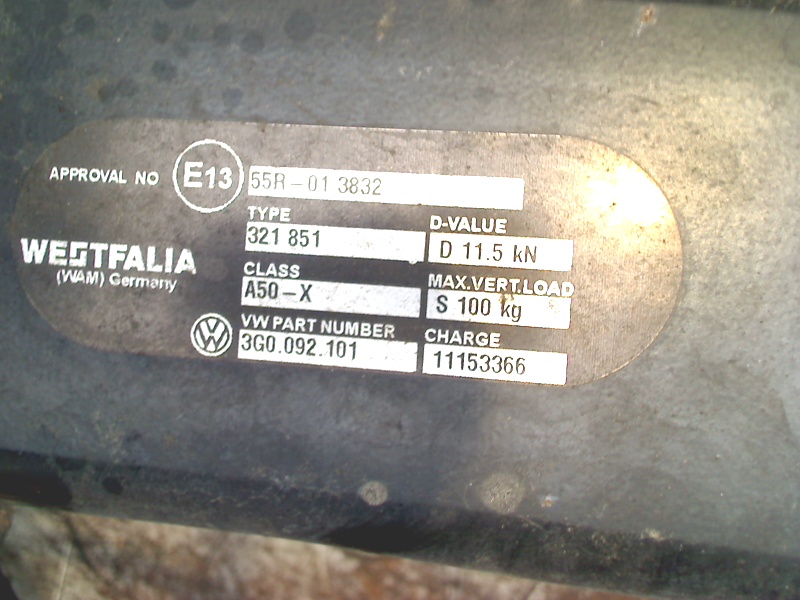 APPROVAL NO E13 55R-01 3832
TYPE D-VALUE
321 851 D 11.5 kN
WESTFALIA
(WAM) Germany
CLASS MAX.VERT.LOAD
A50-X S 100 kg
VW PART NUMBER CHARGE
3G0.092.101 11153366